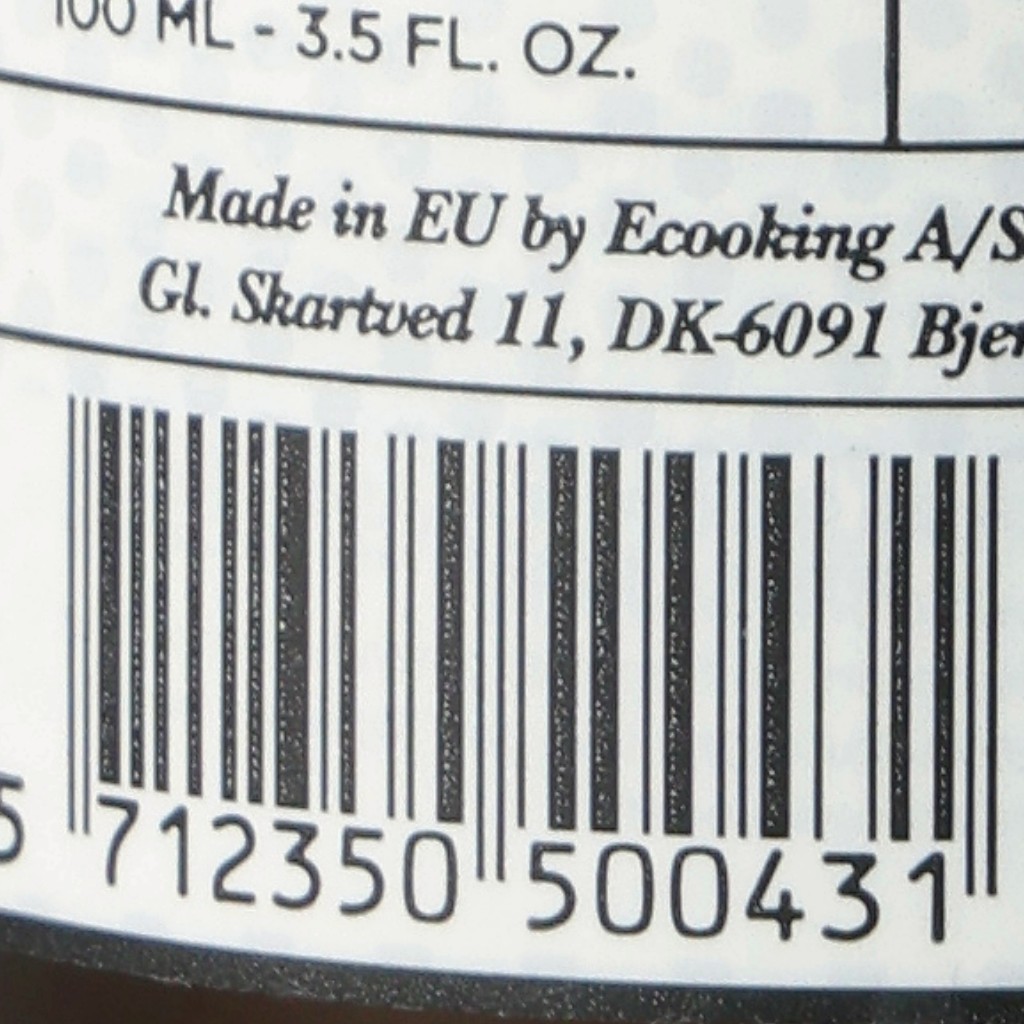 100 ML - 3.5 FL. OZ.
Made in EU by Ecooking A/S
Gl. Skartved 11, DK-6091 Bjer
5 712350 500431